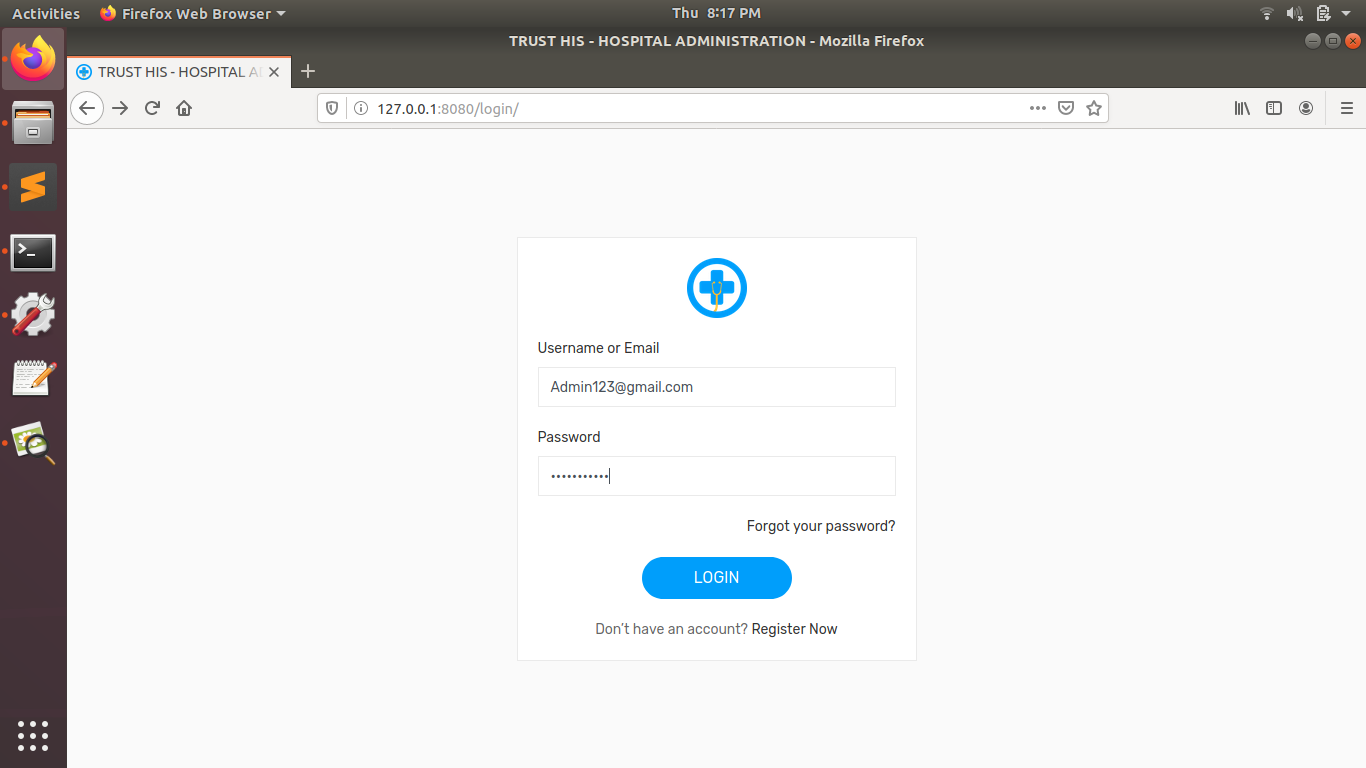 Activities Firefox Web Browser Thu 8:17 PM
TRUST HIS - HOSPITAL ADMINISTRATION - Mozilla Firefox
TRUST HIS - HOSPITAL A
127.0.0.1:8080/login/
Username or Email
Admin123@gmail.com
Password
•••••••••••
Forgot your password?
LOGIN
Don't have an account? Register Now